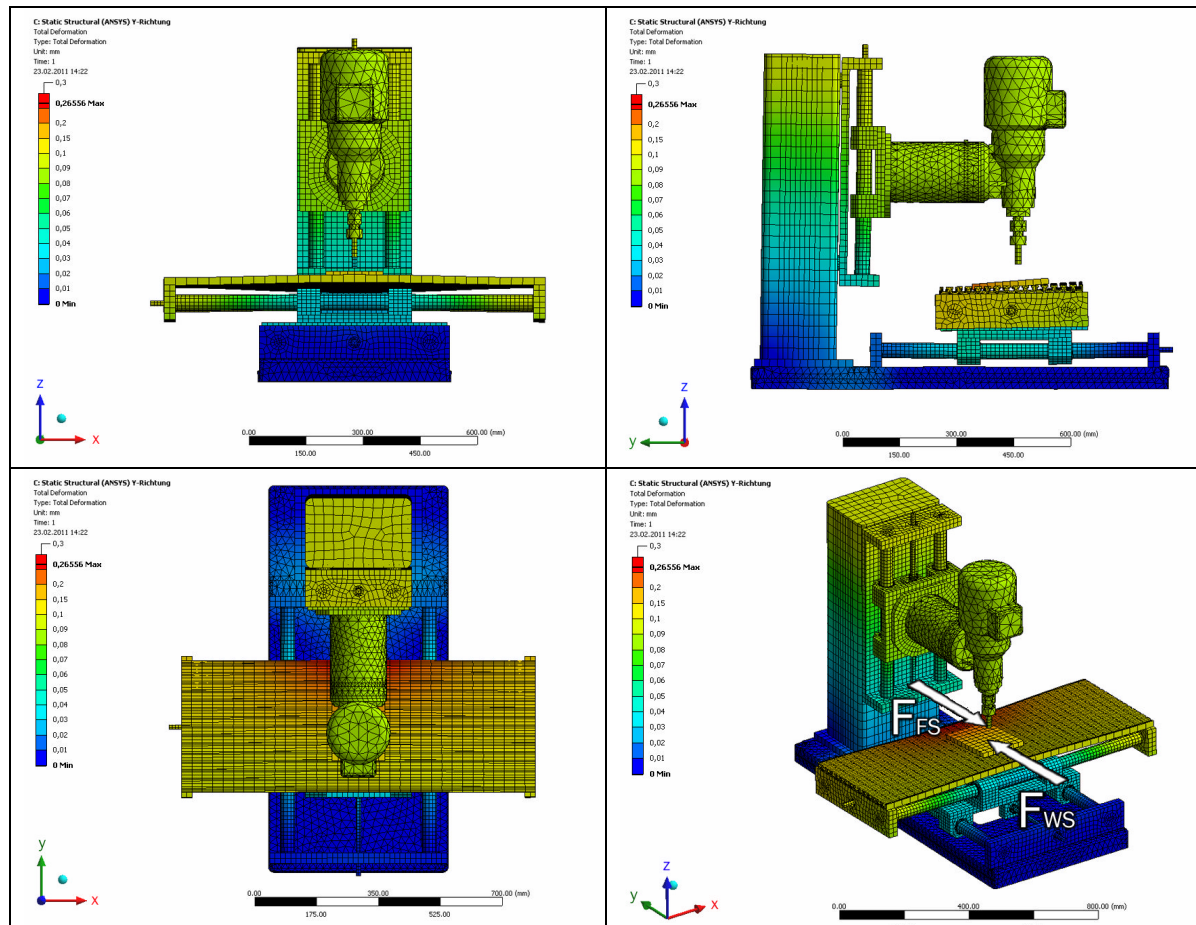 C: Static Structural (ANSYS) Y-Richtung
Total Deformation
Type: Total Deformation
Unit: mm
Time: 1
23.02.2011 14:22
0,3
0,26556 Max
0,2
0,15
0,1
0,09
0,08
0,07
0,06
0,05
0,04
0,03
0,02
0,01
0 Min
Z
X
0.00 300.00 600.00 (mm)
150.00 450.00
C: Static Structural (ANSYS) Y-Richtung
Total Deformation
Type: Total Deformation
Unit: mm
Time: 1
23.02.2011 14:22
0,3
0,26556 Max
0,2
0,15
0,1
0,09
0,08
0,07
0,06
0,05
0,04
0,03
0,02
0,01
0 Min
Z
y X
0.00 300.00 600.00 (mm)
150.00 450.00
C: Static Structural (ANSYS) Y-Richtung
Total Deformation
Type: Total Deformation
Unit: mm
Time: 1
23.02.2011 14:22
0,3
0,26556 Max
0,2
0,15
0,1
0,09
0,08
0,07
0,06
0,05
0,04
0,03
0,02
0,01
0 Min
y
X
0.00 350.00 700.00 (mm)
175.00 525.00
C: Static Structural (ANSYS) Y-Richtung
Total Deformation
Type: Total Deformation
Unit: mm
Time: 1
23.02.2011 14:22
0,3
0,26556 Max
0,2
0,15
0,1
0,09
0,08
0,07
0,06
0,05
0,04
0,03
0,02
0,01
0 Min
FFS
FWS
Z
y
X
0.00 400.00 800.00 (mm)
200.00 600.00